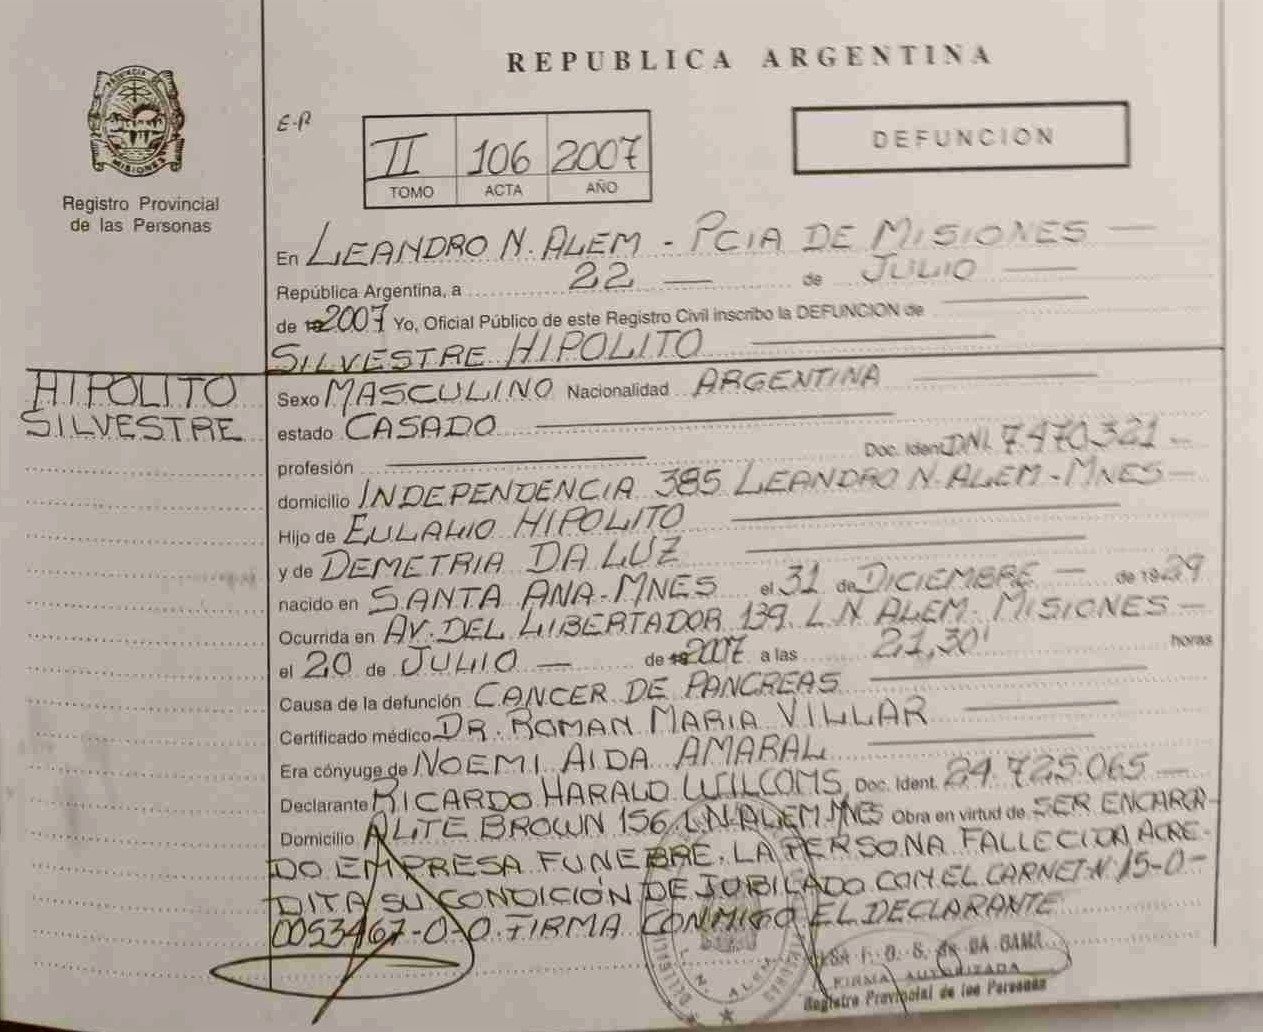 REPUBLICA ARGENTINA
MISIONES
Registro Provincial
de las Personas
E-R
II 106 2007
TOMO ACTA AÑO
DEFUNCION
En LEANDRO N. ALEM - PCIA DE MISIONES
República Argentina, a 22 de JULIO
de 2007 Yo, Oficial Público de este Registro Civil inscribo la DEFUNCION de
SILVESTRE HIPOLITO
HIPOLITO
SILVESTRE
Sexo MASCULINO Nacionalidad ARGENTINA
estado CASADO
profesión Doc. Ident. DNI. 7.470.321
domicilio INDEPENDENCIA 385 LEANDRO N. ALEM - MNES
Hijo de EULALIO HIPOLITO
y de DEMETRIA DA LUZ
nacido en SANTA ANA - MNES el 31 de DICIEMBRE de 19
Ocurrida en AV. DEL LIBERTADOR 139. L.N. ALEM - MISIONES
el 20 de JULIO de 2007 a las 21,30' horas
Causa de la defunción CANCER DE PANCREAS
Certificado médico DR. ROMAN MARIA VILLAR
Era cónyuge de NOEMI AIDA AMARAL
Declarante RICARDO HARALD WILCOMS, Doc. Ident. 24.725.065
Domicilio ALTE BROWN 156. L.N. ALEM - MNES Obra en virtud de SER ENCARGA-
DO EMPRESA FUNEBRE. LA PERSONA FALLECIDA ACRE-
DITA SU CONDICIÓN DE JUBILADO CON EL CARNET N. 15-0-
0053467-0-0. FIRMA CONMIGO EL DECLARANTE
L. N. ALEM
DA GAMA
FIRMA AUTORIZADA
Registro Provincial de las Personas